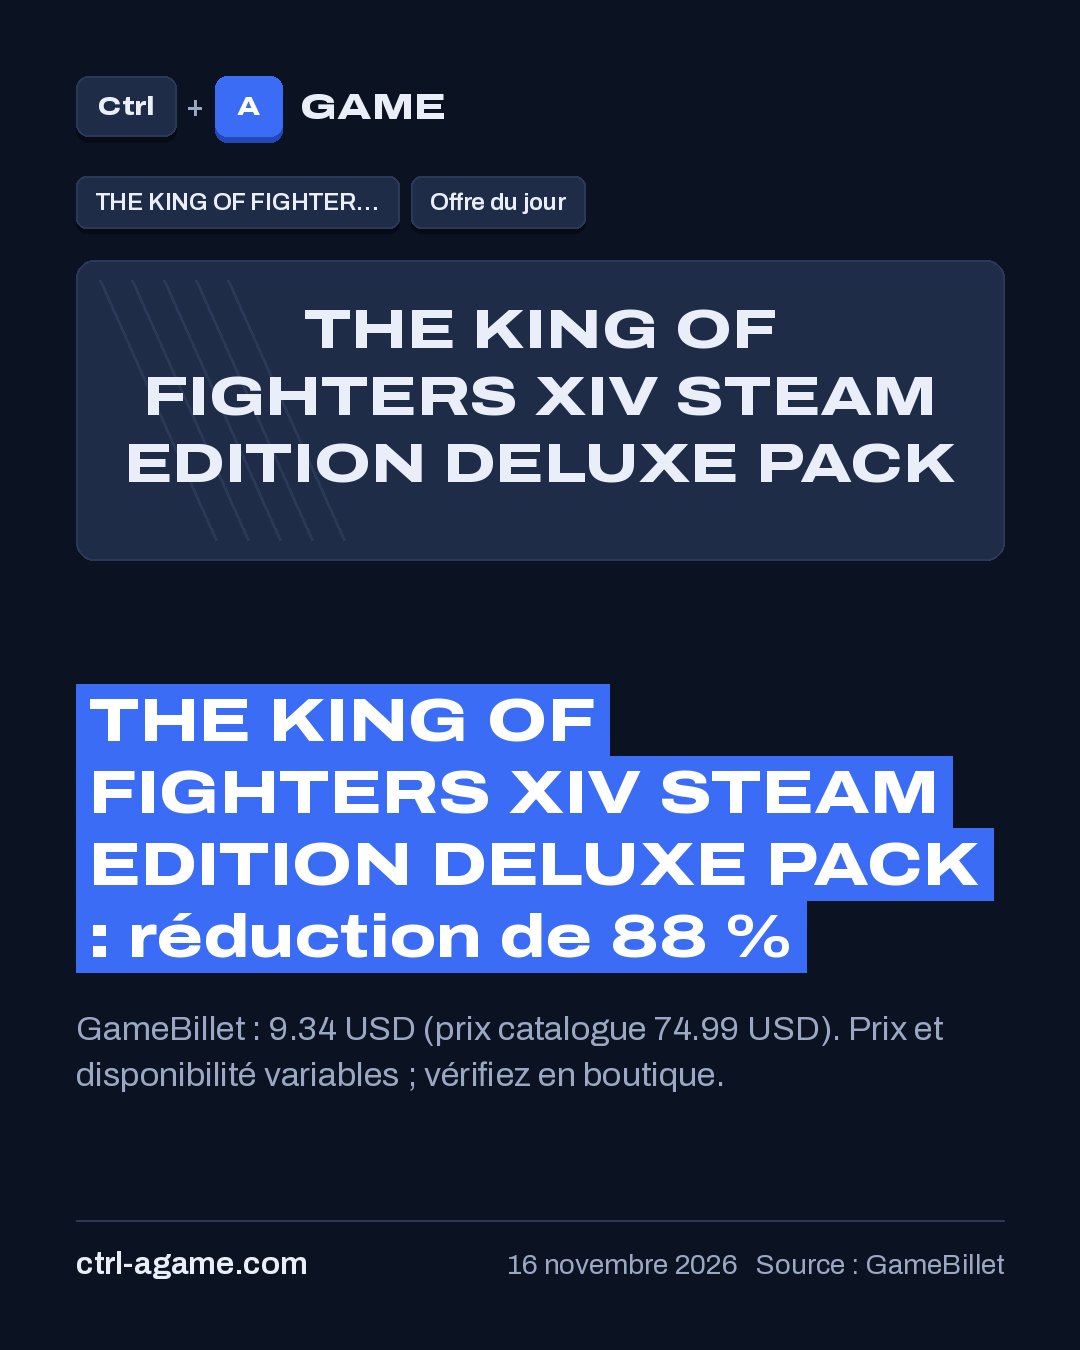 Ctrl + A GAME
THE KING OF FIGHTER... Offre du jour
THE KING OF
FIGHTERS XIV STEAM
EDITION DELUXE PACK
THE KING OF
FIGHTERS XIV STEAM
EDITION DELUXE PACK
: réduction de 88 %
GameBillet : 9.34 USD (prix catalogue 74.99 USD). Prix et
disponibilité variables ; vérifiez en boutique.
ctrl-agame.com 16 novembre 2026 Source : GameBillet